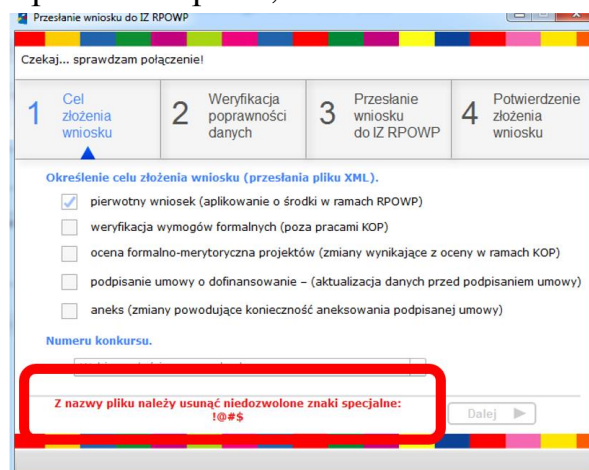 Przesłanie wniosku do IZ RPOWP
Czekaj... sprawdzam połączenie!
1 Cel złożenia wniosku
2 Weryfikacja poprawności danych
3 Przesłanie wniosku do IZ RPOWP
4 Potwierdzenie złożenia wniosku
Określenie celu złożenia wniosku (przesłania pliku XML).
pierwotny wniosek (aplikowanie o środki w ramach RPOWP)
weryfikacja wymogów formalnych (poza pracami KOP)
ocena formalno-merytoryczna projektów (zmiany wynikające z oceny w ramach KOP)
podpisanie umowy o dofinansowanie – (aktualizacja danych przed podpisaniem umowy)
aneks (zmiany powodujące konieczność aneksowania podpisanej umowy)
Numeru konkursu.
Z nazwy pliku należy usunąć niedozwolone znaki specjalne:
!@#$
Dalej